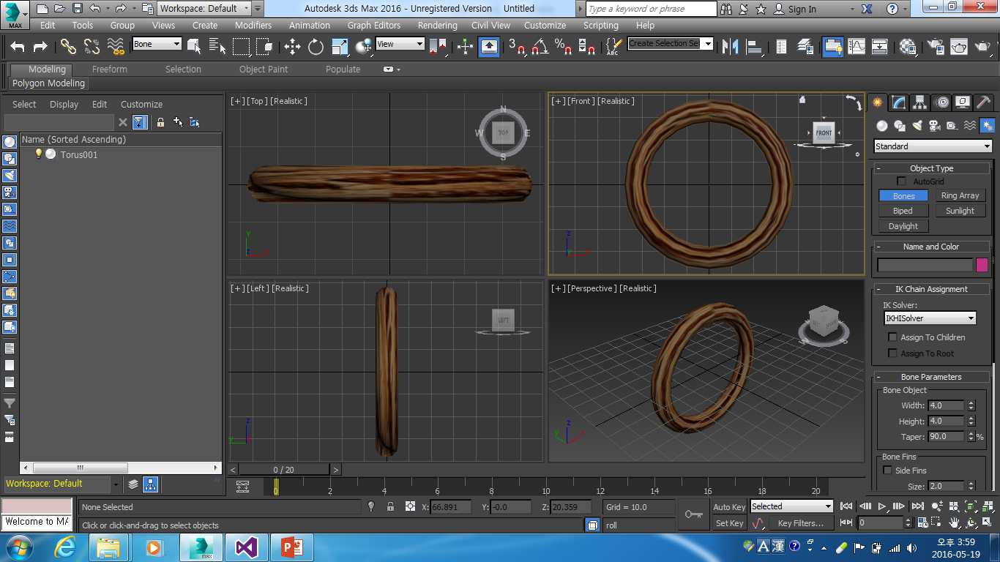 Workspace: Default
Autodesk 3ds Max 2016 - Unregistered Version Untitled
Type a keyword or phrase
Sign In
MAX
Edit Tools Group Views Create Modifiers Animation Graph Editors Rendering Civil View Customize Scripting Help
Bone
View
3
%
ABC
Create Selection Se
Modeling Freeform Selection Object Paint Populate
Polygon Modeling
Select Display Edit Customize
Name (Sorted Ascending)
Torus001
[+] [Top] [Realistic]
N
W TOP E
S
y
z x
[+] [Front] [Realistic]
FRONT
z
y x
[+] [Left] [Realistic]
LEFT
z
y x
[+] [Perspective] [Realistic]
z
y x
Standard
- Object Type
AutoGrid
Bones Ring Array
Biped Sunlight
Daylight
- Name and Color
- IK Chain Assignment
IK Solver:
IKHISolver
Assign To Children
Assign To Root
- Bone Parameters
Bone Object
Width: 4.0
Height: 4.0
Taper: 90.0 %
Bone Fins
Side Fins
Size: 2.0
< 0 / 20 >
Workspace: Default
0 2 4 6 8 10 12 14 16 18 20
None Selected
X: 66.891 Y: -0.0 Z: 20.359
Grid = 10.0
Auto Key Selected
Welcome to MA
Click or click-and-drag to select objects
roll
Set Key Key Filters...
0
MAX
A 漢
오후 3:59
2016-05-19